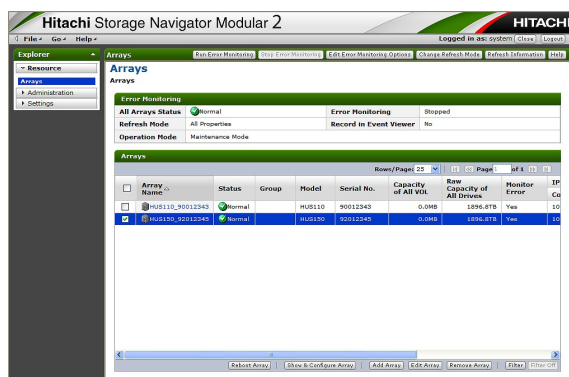 Hitachi Storage Navigator Modular 2
HITACHI
File Go Help
Logged in as: system Close Logout
Explorer
Resource
Arrays
Administration
Settings
Arrays Run Error Monitoring Stop Error Monitoring Edit Error Monitoring Options Change Refresh Mode Refresh Information Help
Arrays
Arrays
Error Monitoring
All Arrays Status Normal Error Monitoring Stopped
Refresh Mode All Properties Record in Event Viewer No
Operation Mode Maintenance Mode
Arrays
Rows/Page: 25 Page 1 of 1
Array Name Status Group Model Serial No. Capacity of All VOL Raw Capacity of All Drives Monitor Error IP Co
HUS110_90012343 Normal HUS110 90012343 0.0MB 1896.8TB Yes 10
HUS150_92012345 Normal HUS150 92012345 0.0MB 1896.8TB Yes 10
Reboot Array Show & Configure Array Add Array Edit Array Remove Array Filter Filter Off